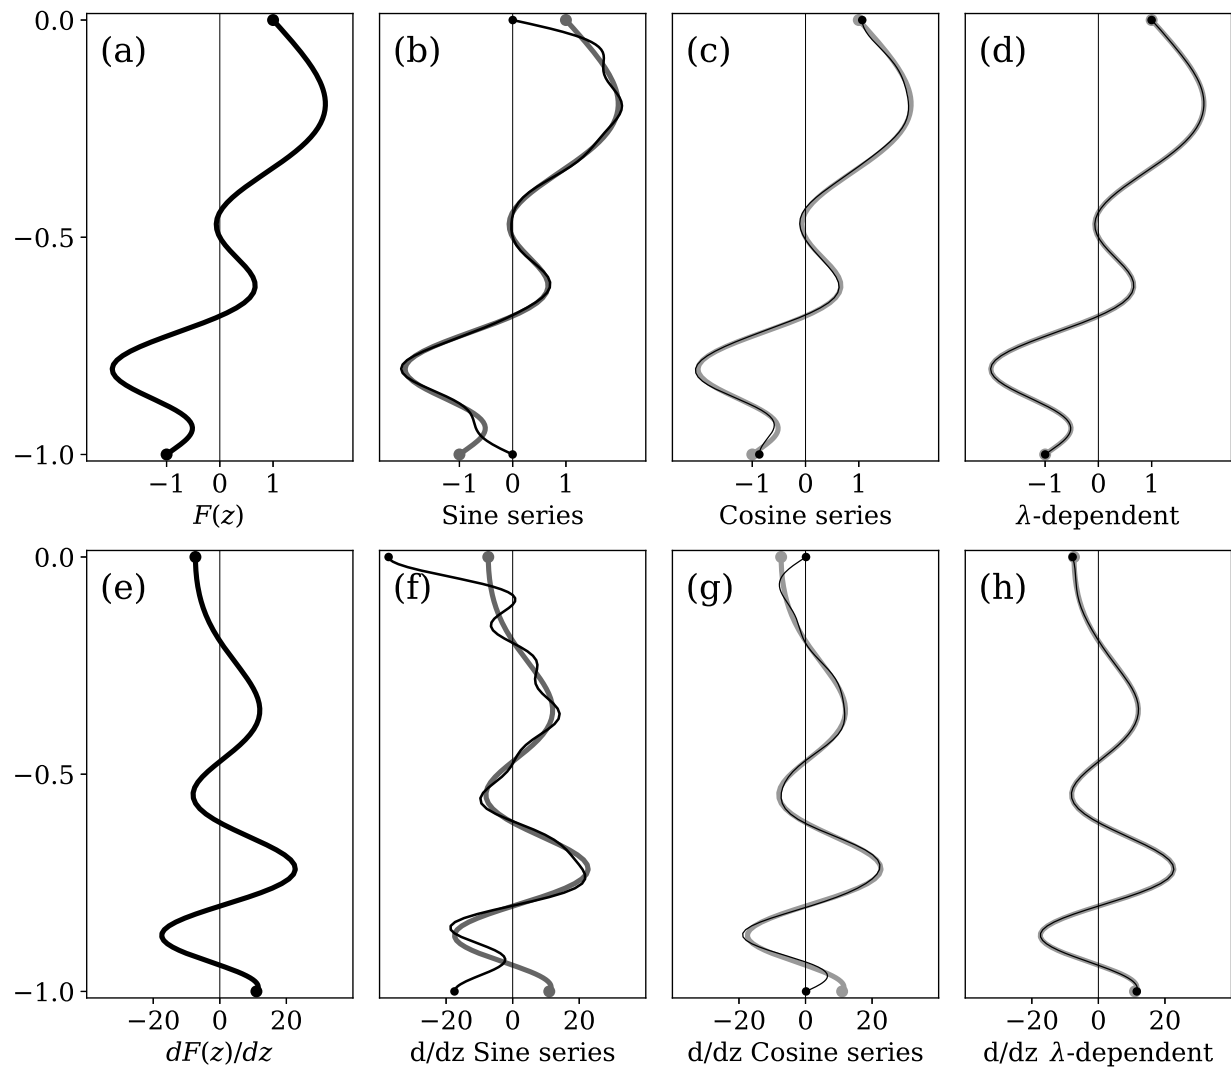 0.0 (a) (b) (c) (d)
−0.5
−1.0
−1 0 1 −1 0 1 −1 0 1 −1 0 1
F(z) Sine series Cosine series λ-dependent
0.0 (e) (f) (g) (h)
−0.5
−1.0
−20 0 20 −20 0 20 −20 0 20 −20 0 20
dF(z)/dz d/dz Sine series d/dz Cosine series d/dz λ-dependent